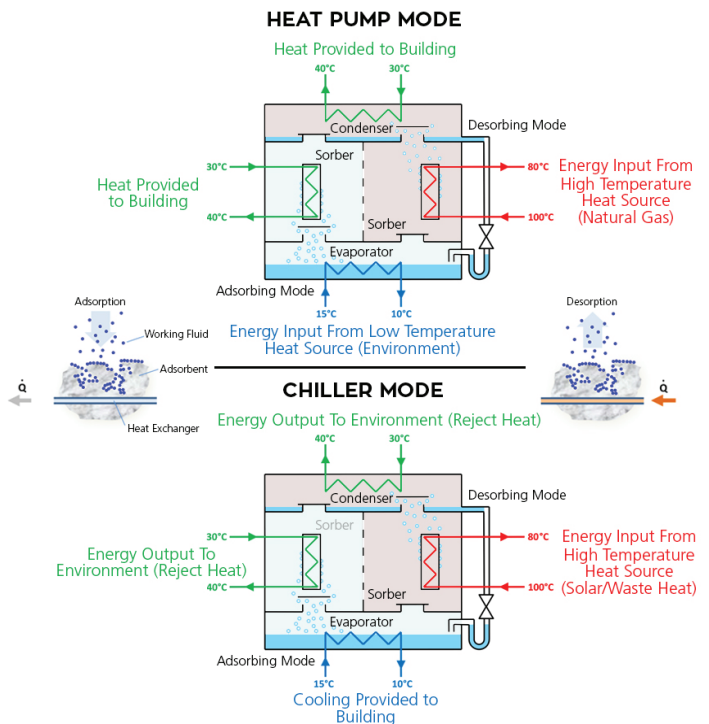 HEAT PUMP MODE
Heat Provided to Building
40°C
30°C
Condenser
Desorbing Mode
Sorber
30°C
80°C
Heat Provided
to Building
Energy Input From
High Temperature
Heat Source
(Natural Gas)
40°C
100°C
Sorber
Evaporator
Adsorbing Mode
15°C
10°C
Energy Input From Low Temperature
Heat Source (Environment)
Adsorption
Working Fluid
Adsorbent
Q̇
Heat Exchanger
Desorption
Q̇
CHILLER MODE
Energy Output To Environment (Reject Heat)
40°C
30°C
Condenser
Desorbing Mode
Sorber
30°C
80°C
Energy Output To
Environment (Reject Heat)
Energy Input From
High Temperature
Heat Source
(Solar/Waste Heat)
40°C
100°C
Sorber
Evaporator
Adsorbing Mode
15°C
10°C
Cooling Provided to
Building